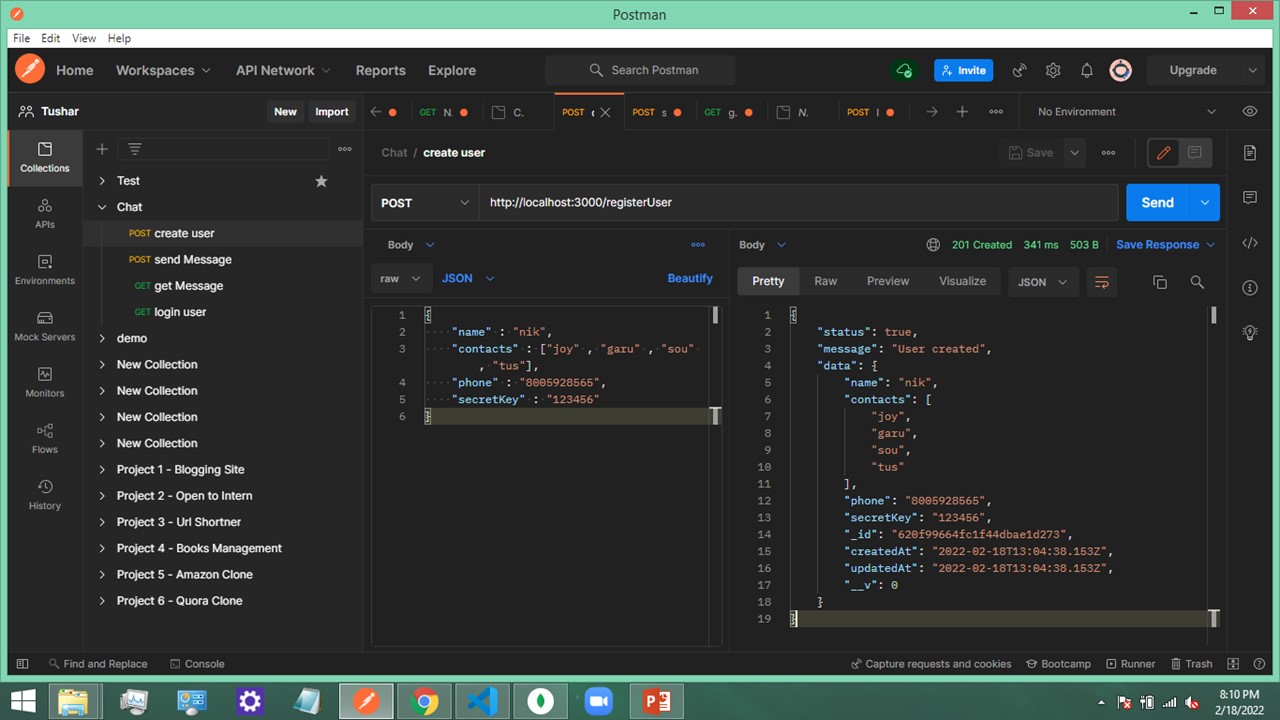 Postman
File Edit View Help
Home Workspaces API Network Reports Explore Search Postman Invite Upgrade
Tushar New Import GET N. C. POST POST s GET g. N. POST No Environment
Chat / create user Save
Collections
APIs
Environments
Mock Servers
Monitors
Flows
History
Test
Chat
POST create user
POST send Message
GET get Message
GET login user
demo
New Collection
New Collection
New Collection
New Collection
Project 1 - Blogging Site
Project 2 - Open to Intern
Project 3 - Url Shortner
Project 4 - Books Management
Project 5 - Amazon Clone
Project 6 - Quora Clone
POST http://localhost:3000/registerUser Send
Body
raw JSON Beautify
1 {
2 "name" : "nik",
3 "contacts" : ["joy" , "garu" , "sou"
, "tus"],
4 "phone" : "8005928565",
5 "secretKey" : "123456"
6 }
Body 201 Created 341 ms 503 B Save Response
Pretty Raw Preview Visualize JSON
1 {
2 "status": true,
3 "message": "User created",
4 "data": {
5 "name": "nik",
6 "contacts": [
7 "joy",
8 "garu",
9 "sou",
10 "tus"
11 ],
12 "phone": "8005928565",
13 "secretKey": "123456",
14 "_id": "620f99664fc1f44dbae1d273",
15 "createdAt": "2022-02-18T13:04:38.153Z",
16 "updatedAt": "2022-02-18T13:04:38.153Z",
17 "__v": 0
18 }
19 }
Find and Replace Console Capture requests and cookies Bootcamp Runner Trash
8:10 PM
2/18/2022